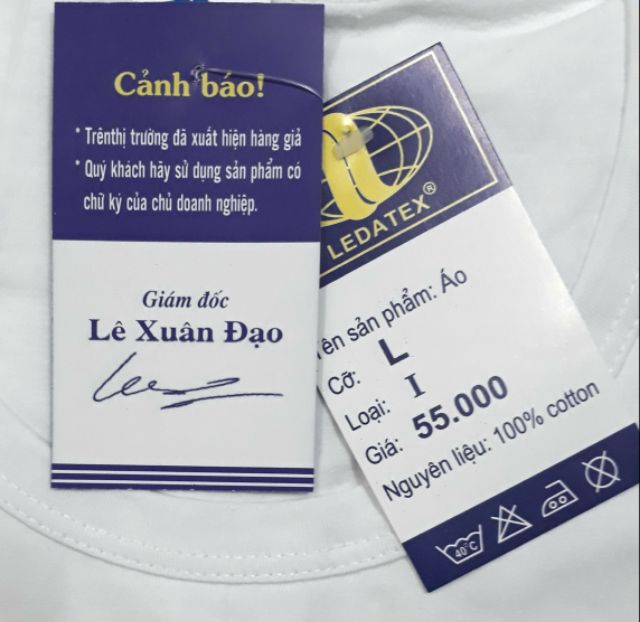 Cảnh báo!
* Trênthị trường đã xuất hiện hàng giả
* Quý khách hãy sử dụng sản phẩm có
chữ ký của chủ doanh nghiệp.
Giám đốc
Lê Xuân Đạo
LEDATEX®
Tên sản phẩm: Áo
Cỡ: L
Loại: I
Giá: 55.000
Nguyên liệu: 100% cotton
40°C